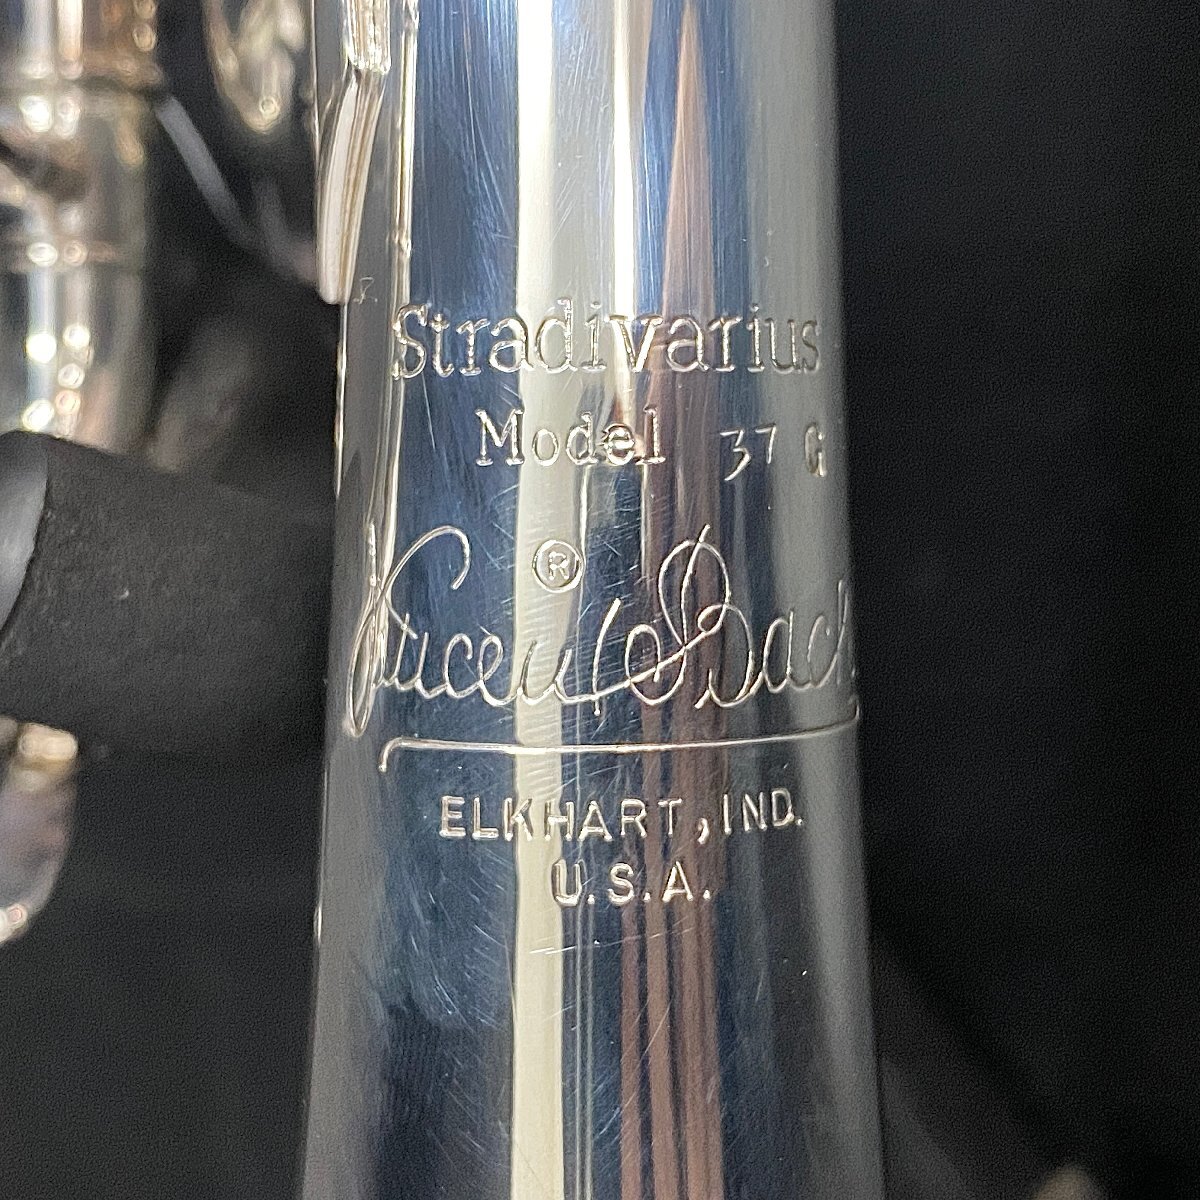 Stradivarius
Model 37 G
®
Vincent Bach
ELKHART, IND.
U.S.A.